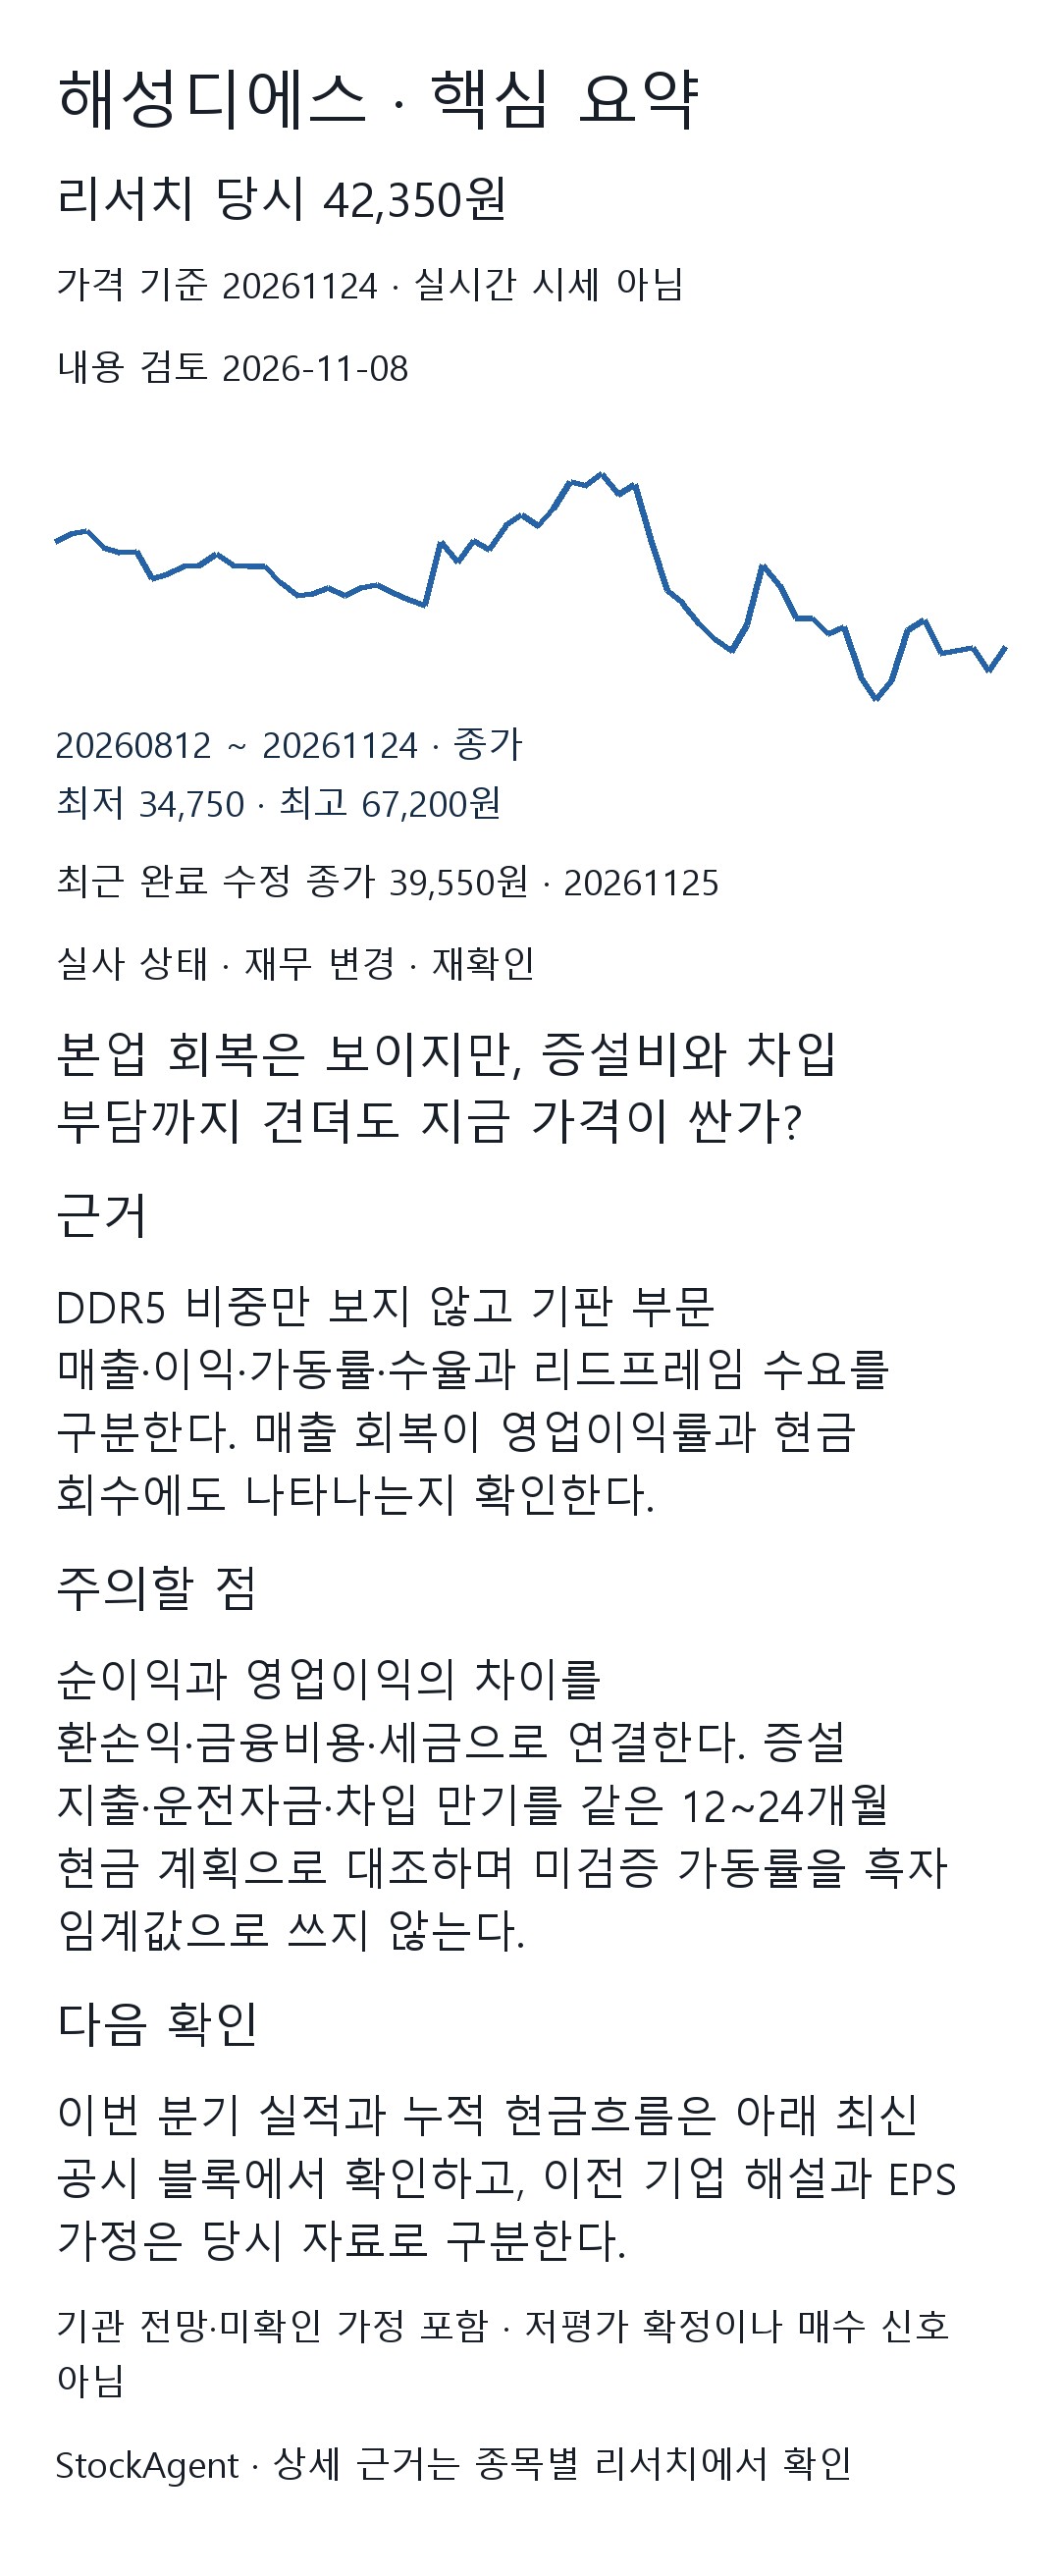 해성디에스 · 핵심 요약
리서치 당시 42,350원
가격 기준 20261124 · 실시간 시세 아님
내용 검토 2026-11-08
20260812 ~ 20261124 · 종가
최저 34,750 · 최고 67,200원
최근 완료 수정 종가 39,550원 · 20261125
실사 상태 · 재무 변경 · 재확인
본업 회복은 보이지만, 증설비와 차입
부담까지 견뎌도 지금 가격이 싼가?
근거
DDR5 비중만 보지 않고 기판 부문
매출·이익·가동률·수율과 리드프레임 수요를
구분한다. 매출 회복이 영업이익률과 현금
회수에도 나타나는지 확인한다.
주의할 점
순이익과 영업이익의 차이를
환손익·금융비용·세금으로 연결한다. 증설
지출·운전자금·차입 만기를 같은 12~24개월
현금 계획으로 대조하며 미검증 가동률을 흑자
임계값으로 쓰지 않는다.
다음 확인
이번 분기 실적과 누적 현금흐름은 아래 최신
공시 블록에서 확인하고, 이전 기업 해설과 EPS
가정은 당시 자료로 구분한다.
기관 전망·미확인 가정 포함 · 저평가 확정이나 매수 신호
아님
StockAgent · 상세 근거는 종목별 리서치에서 확인